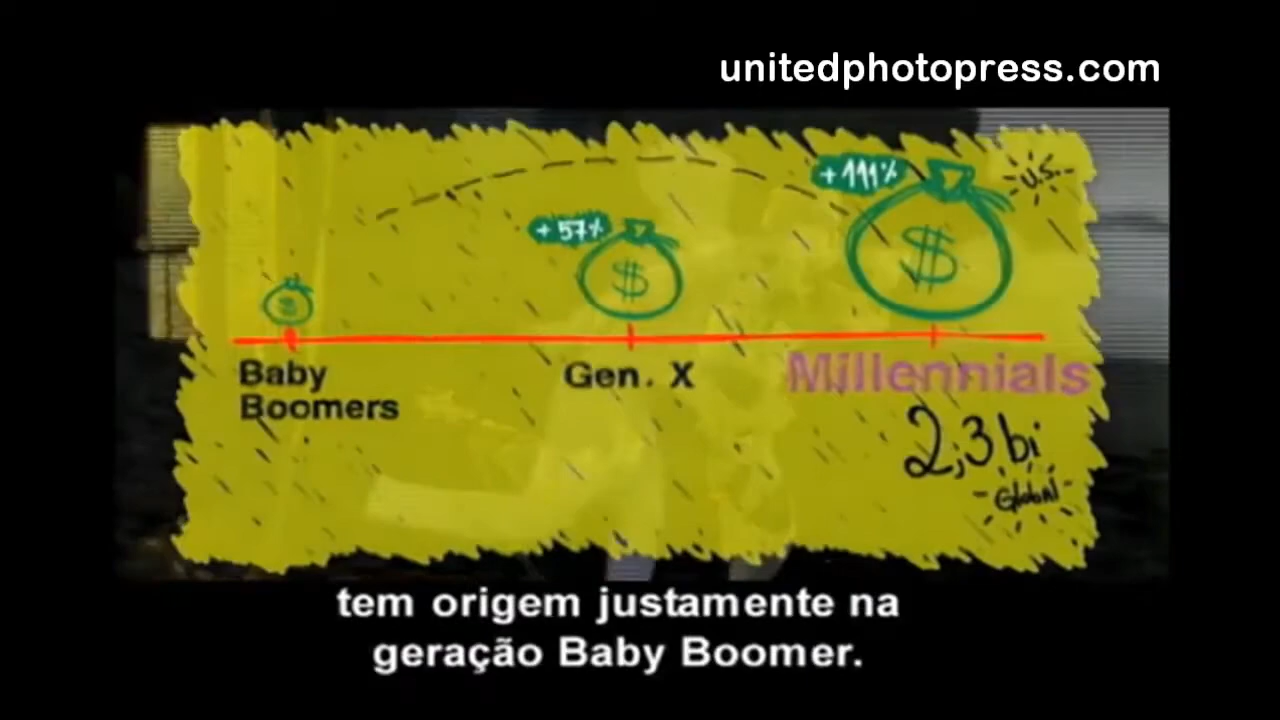 unitedphotopress.com
+111%
U.S.
+57%
$
$
$
Baby
Boomers
Gen. X
Millennials
2,3 bi
- Global -
tem origem justamente na
geração Baby Boomer.